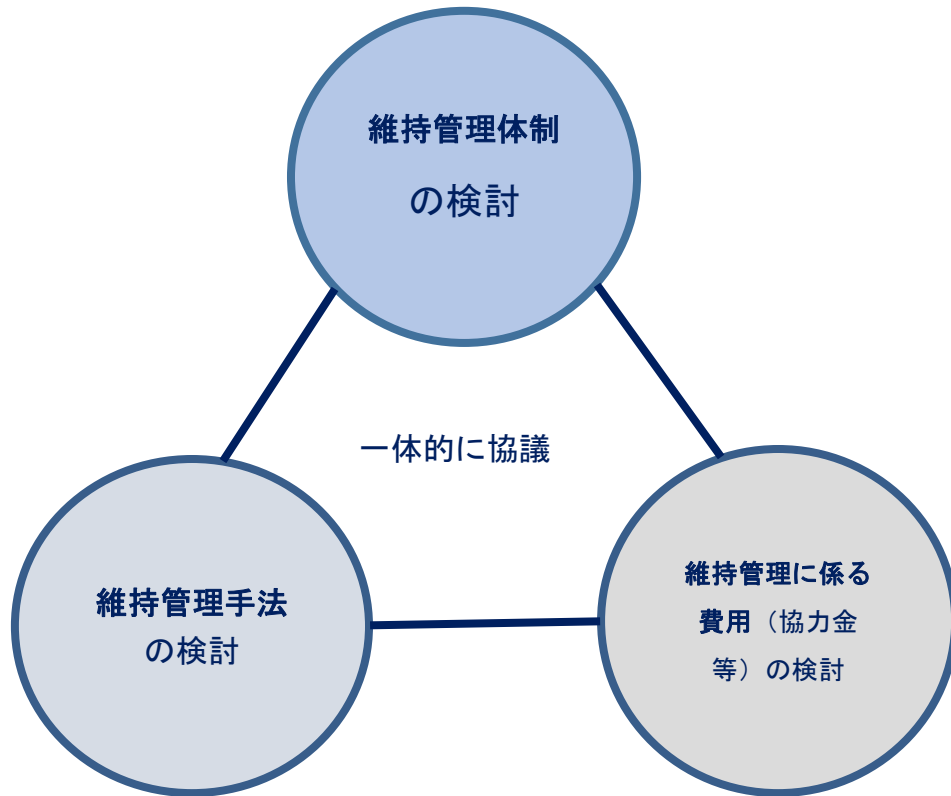 維持管理体制
の検討
一体的に協議
維持管理手法
の検討
維持管理に係る
費用（協力金
等）の検討